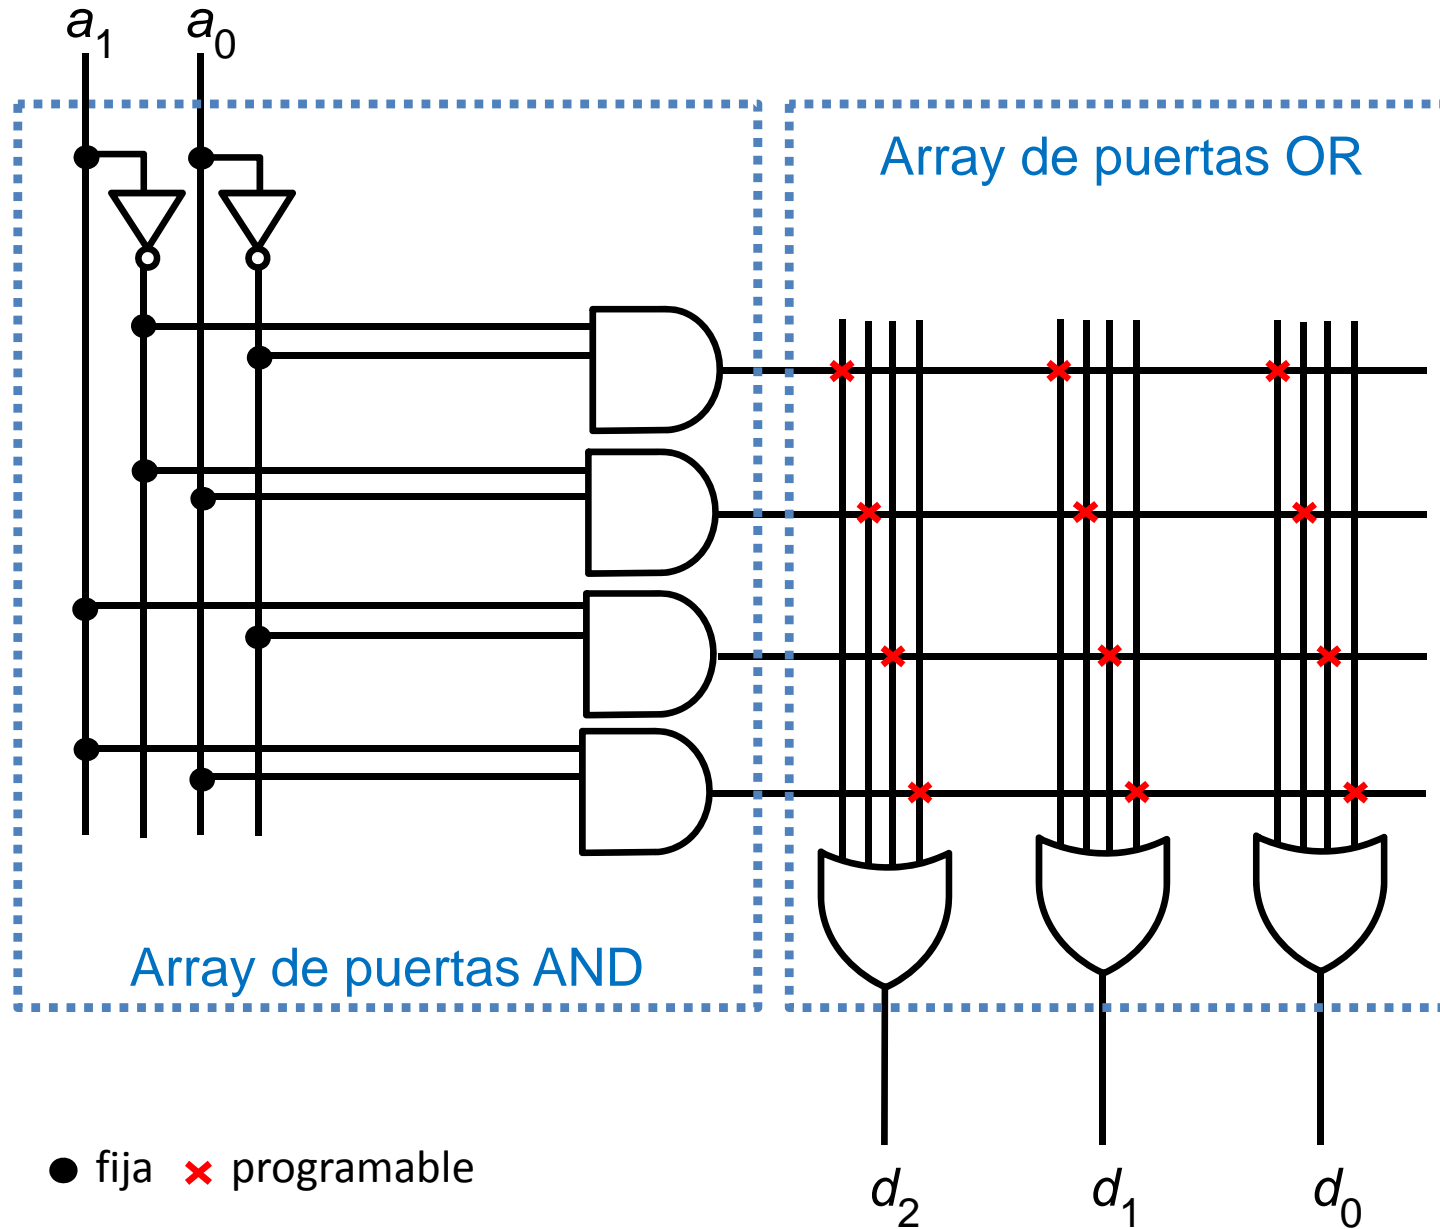 a₁ a₀
Array de puertas OR
Array de puertas AND
fija programable
d₂ d₁ d₀